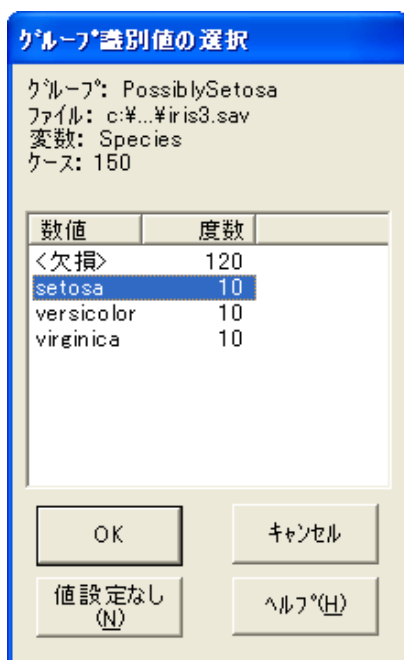 ｸﾞﾙｰﾌﾟ識別値の選択
ｸﾞﾙｰﾌﾟ: PossiblySetosa
ﾌｧｲﾙ: c:¥...¥iris3.sav
変数: Species
ｹｰｽ: 150
数値 度数
<欠損> 120
setosa 10
versicolor 10
virginica 10
OK ｷｬﾝｾﾙ
値設定なし ﾍﾙﾌﾟ(H)
(N)